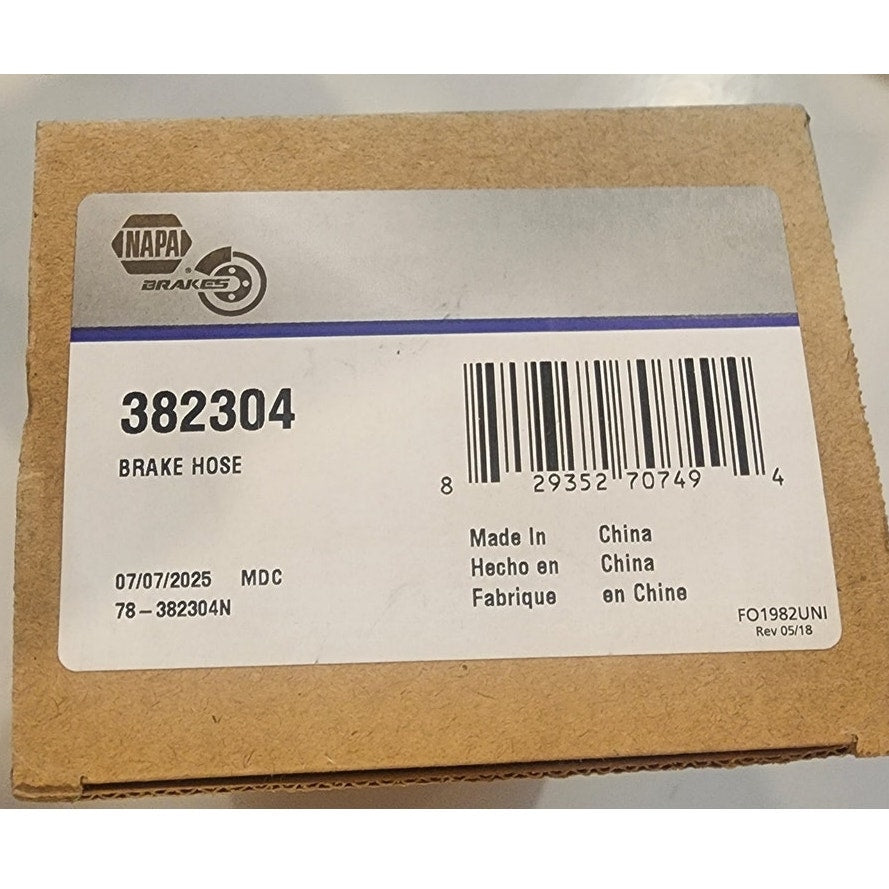 NAPA
®
BRAKES
382304
BRAKE HOSE
8 29352 70749 4
Made In China
Hecho en China
Fabrique en Chine
07/07/2025 MDC
78-382304N
FO1982UNI
Rev 05/18